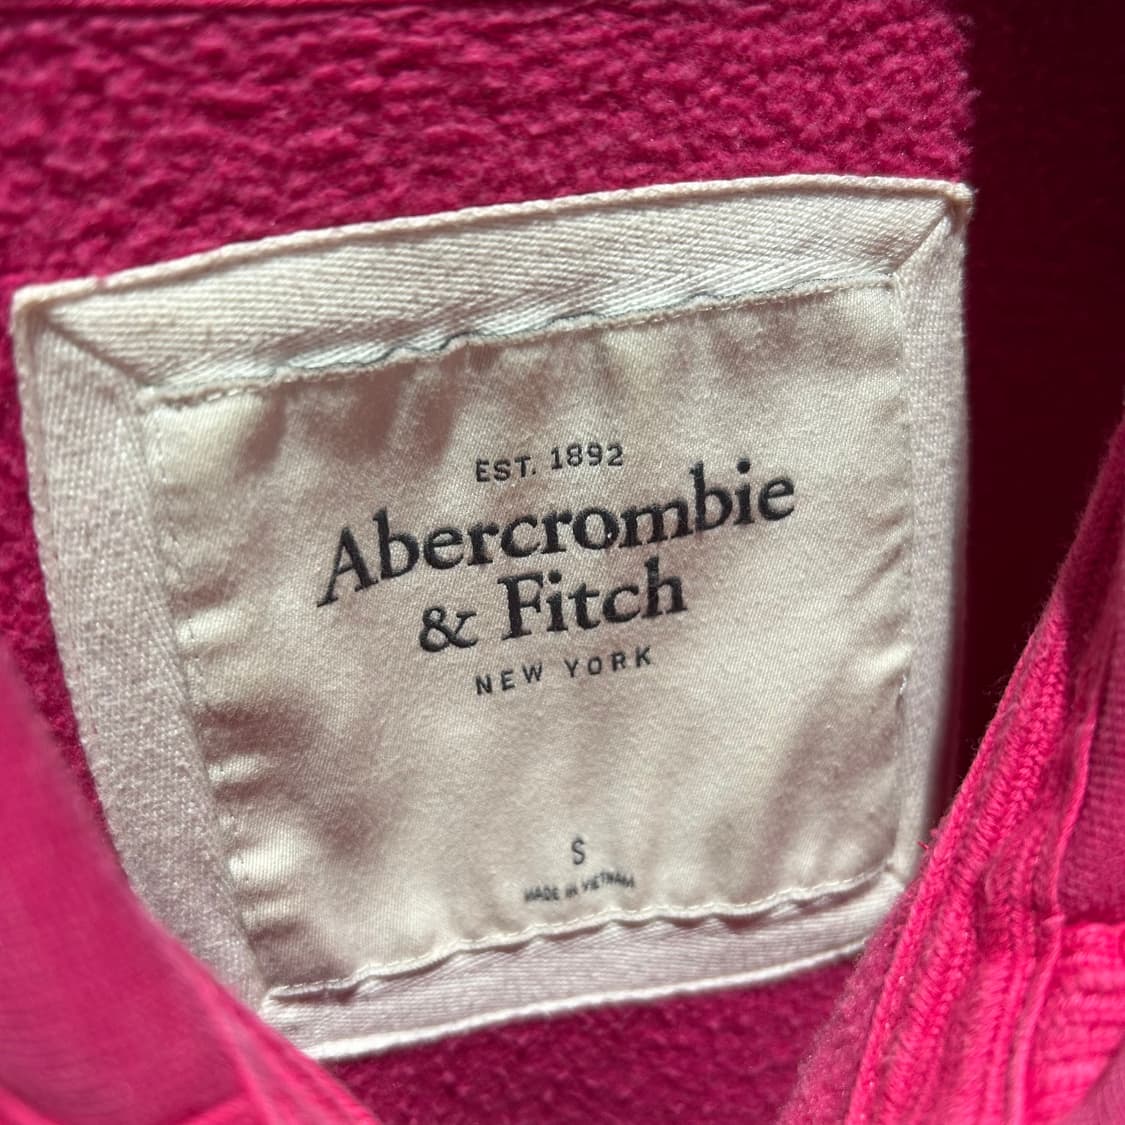 EST. 1892
Abercrombie
& Fitch
NEW YORK
S
MADE IN VIETNAM